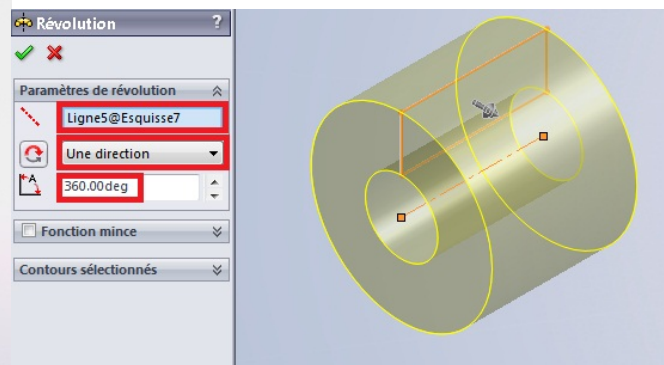 Révolution ?
Paramètres de révolution
Ligne5@Esquisse7
Une direction
A
360.00deg
Fonction mince
Contours sélectionnés